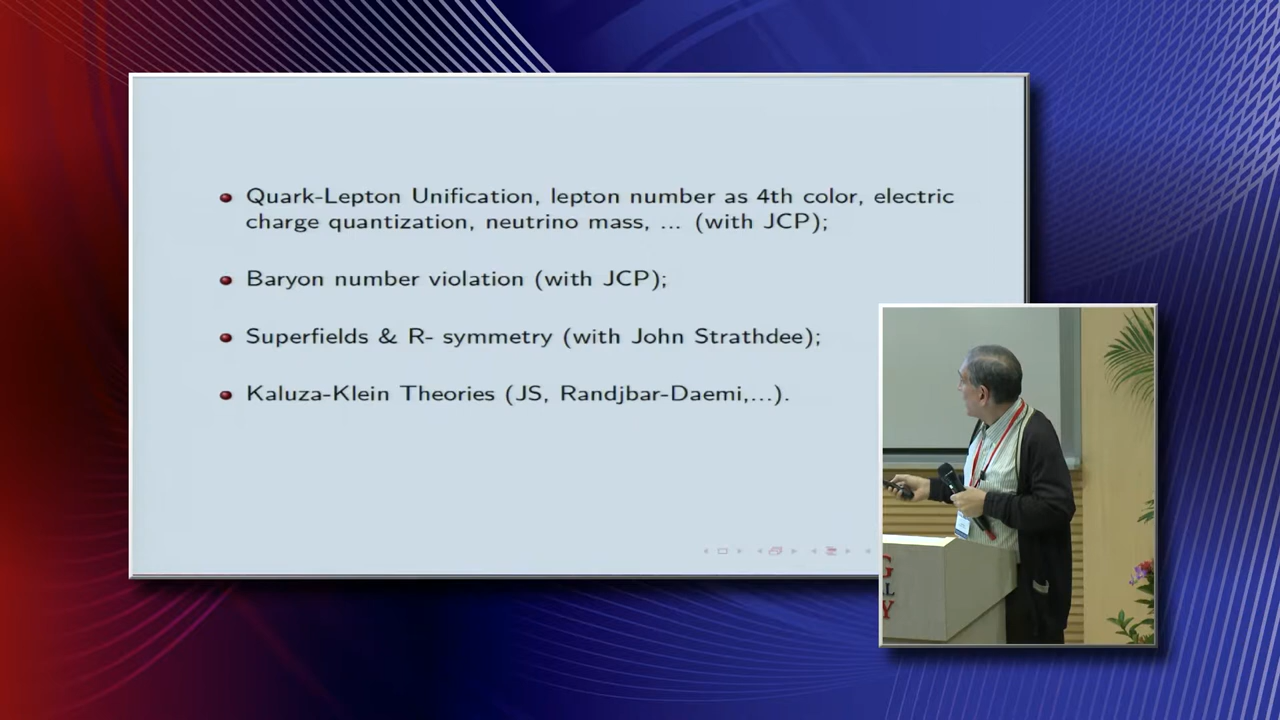 Quark-Lepton Unification, lepton number as 4th color, electric
charge quantization, neutrino mass, ... (with JCP);
Baryon number violation (with JCP);
Superfields & R- symmetry (with John Strathdee);
Kaluza-Klein Theories (JS, Randjbar-Daemi,...).
G
L
Y